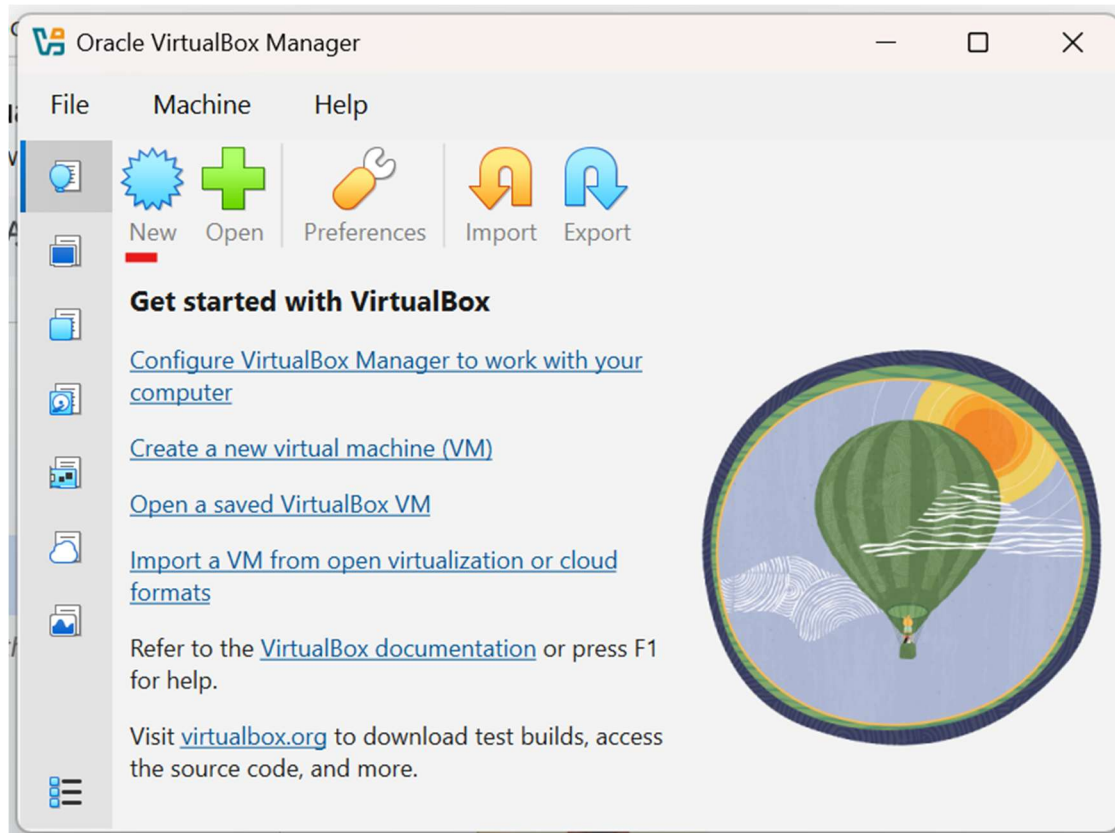 Oracle VirtualBox Manager
File Machine Help
New Open Preferences Import Export
Get started with VirtualBox
Configure VirtualBox Manager to work with your
computer
Create a new virtual machine (VM)
Open a saved VirtualBox VM
Import a VM from open virtualization or cloud
formats
Refer to the VirtualBox documentation or press F1
for help.
Visit virtualbox.org to download test builds, access
the source code, and more.